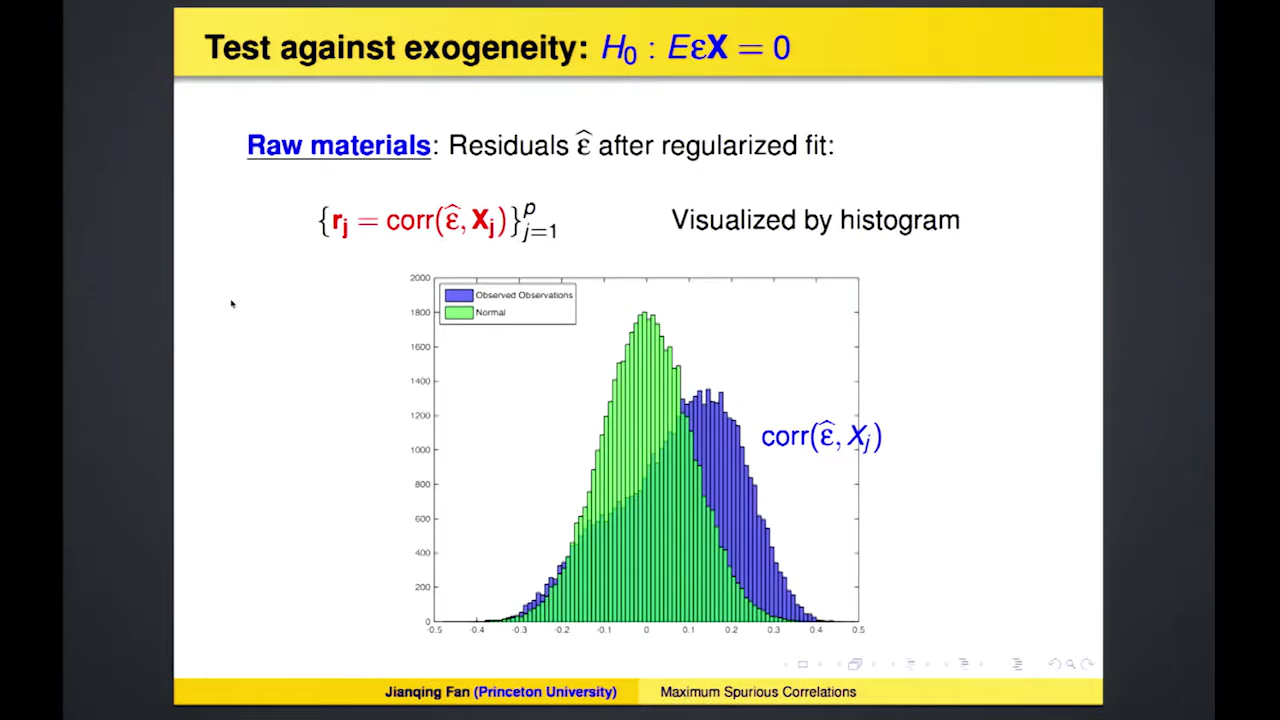 Test against exogeneity: H₀ : EεX = 0
Raw materials: Residuals ε̂ after regularized fit:
{rⱼ = corr(ε̂, Xⱼ)}ᵖⱼ₌₁ Visualized by histogram
2000
1800
1600
1400
1200
1000
800
600
400
200
0
Observed Observations
Normal
corr(ε̂, Xⱼ)
-0.5 -0.4 -0.3 -0.2 -0.1 0 0.1 0.2 0.3 0.4 0.5
Jianqing Fan (Princeton University) Maximum Spurious Correlations